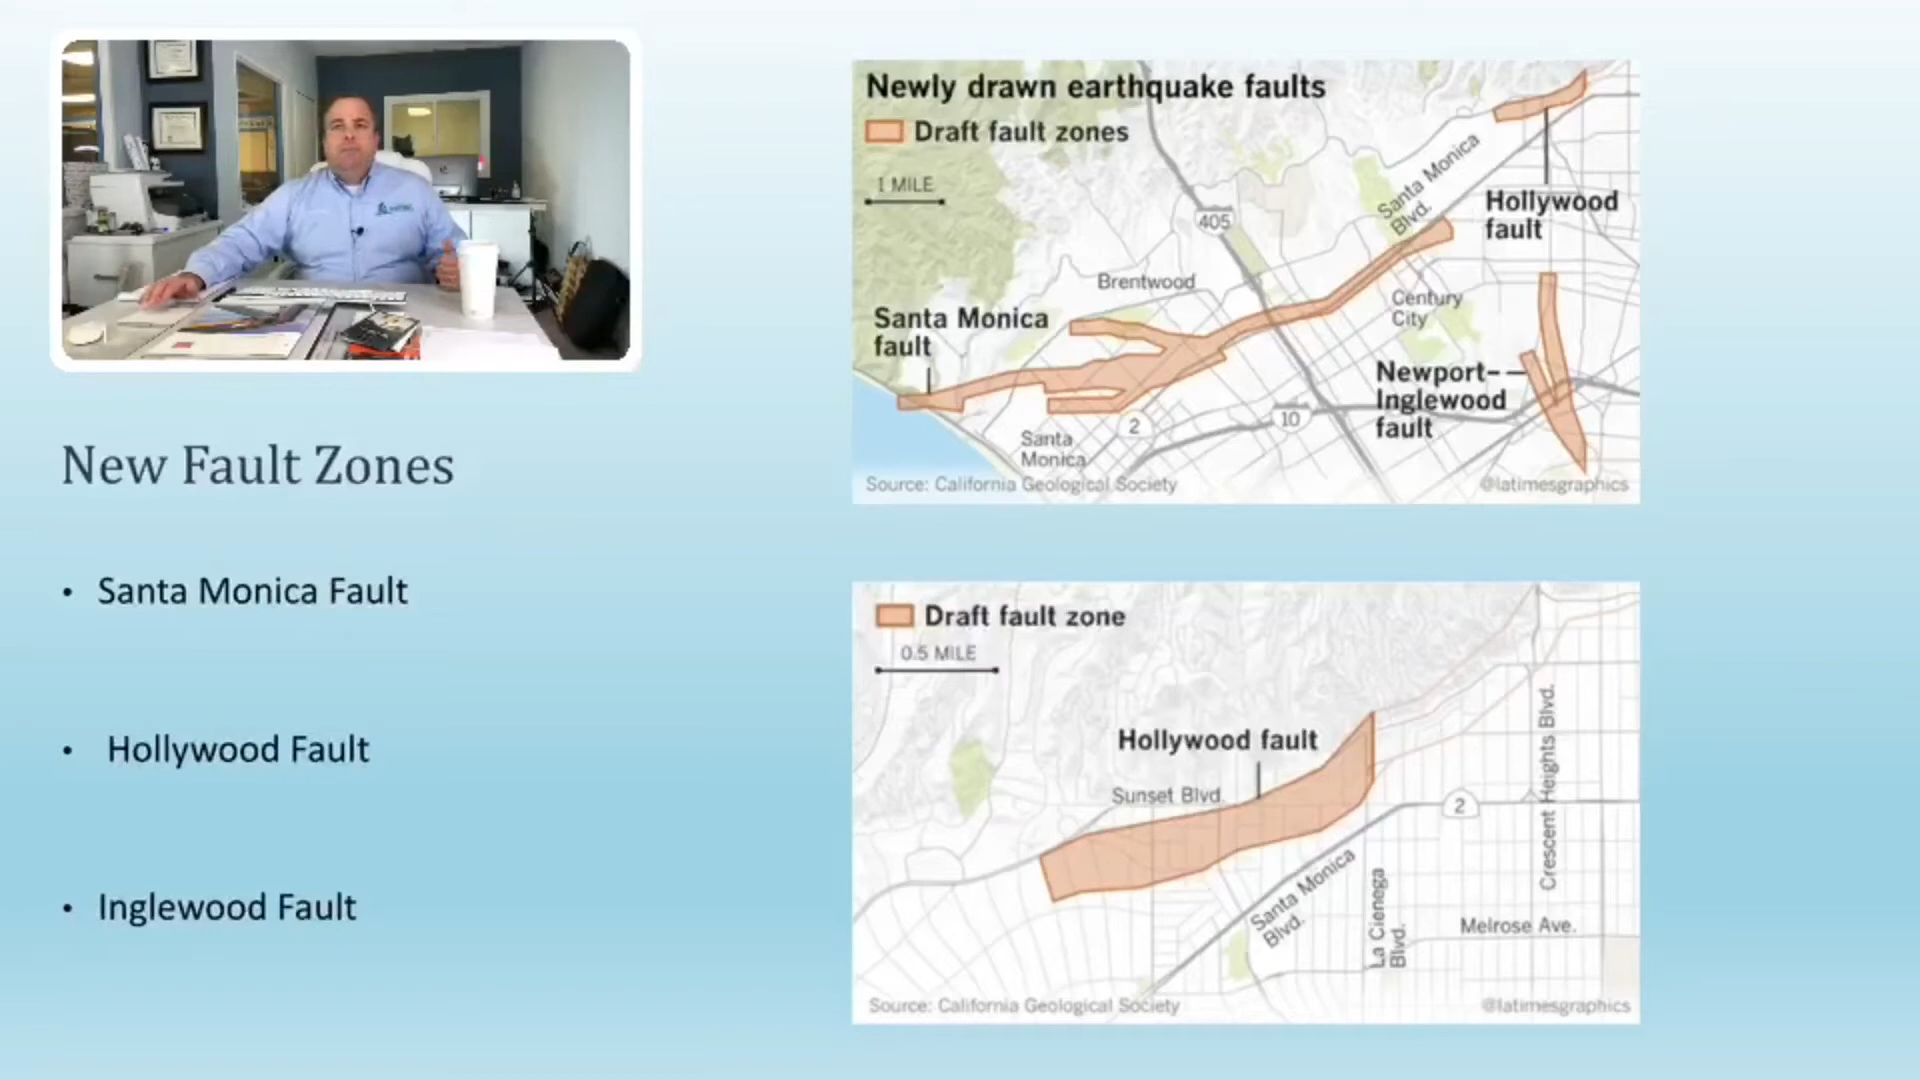 New Fault Zones
• Santa Monica Fault
• Hollywood Fault
• Inglewood Fault
Newly drawn earthquake faults
Draft fault zones
1 MILE
Santa Monica
Blvd.
Hollywood
fault
405
Brentwood
Century
City
Santa Monica
fault
Newport-
Inglewood
fault
10
2
Santa
Monica
Source: California Geological Society
@latimesgraphics
Draft fault zone
0.5 MILE
Hollywood fault
Sunset Blvd.
2
Crescent Heights Blvd.
Santa Monica
Blvd.
La Cienega
Blvd.
Melrose Ave.
Source: California Geological Society
@latimesgraphics